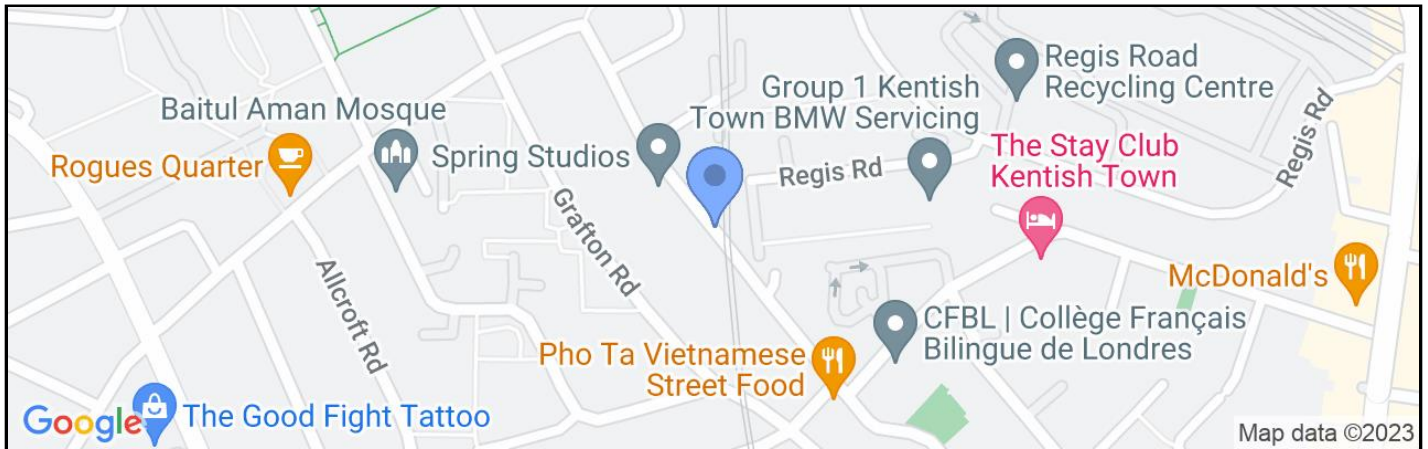 Regis Road
Recycling Centre
Group 1 Kentish
Town BMW Servicing
Baitul Aman Mosque
Rogues Quarter
Spring Studios
Regis Rd
The Stay Club
Kentish Town
Regis Rd
Grafton Rd
Allcroft Rd
McDonald's
CFBL | Collège Français
Bilingue de Londres
Pho Ta Vietnamese
Street Food
Google
The Good Fight Tattoo
Map data ©2023